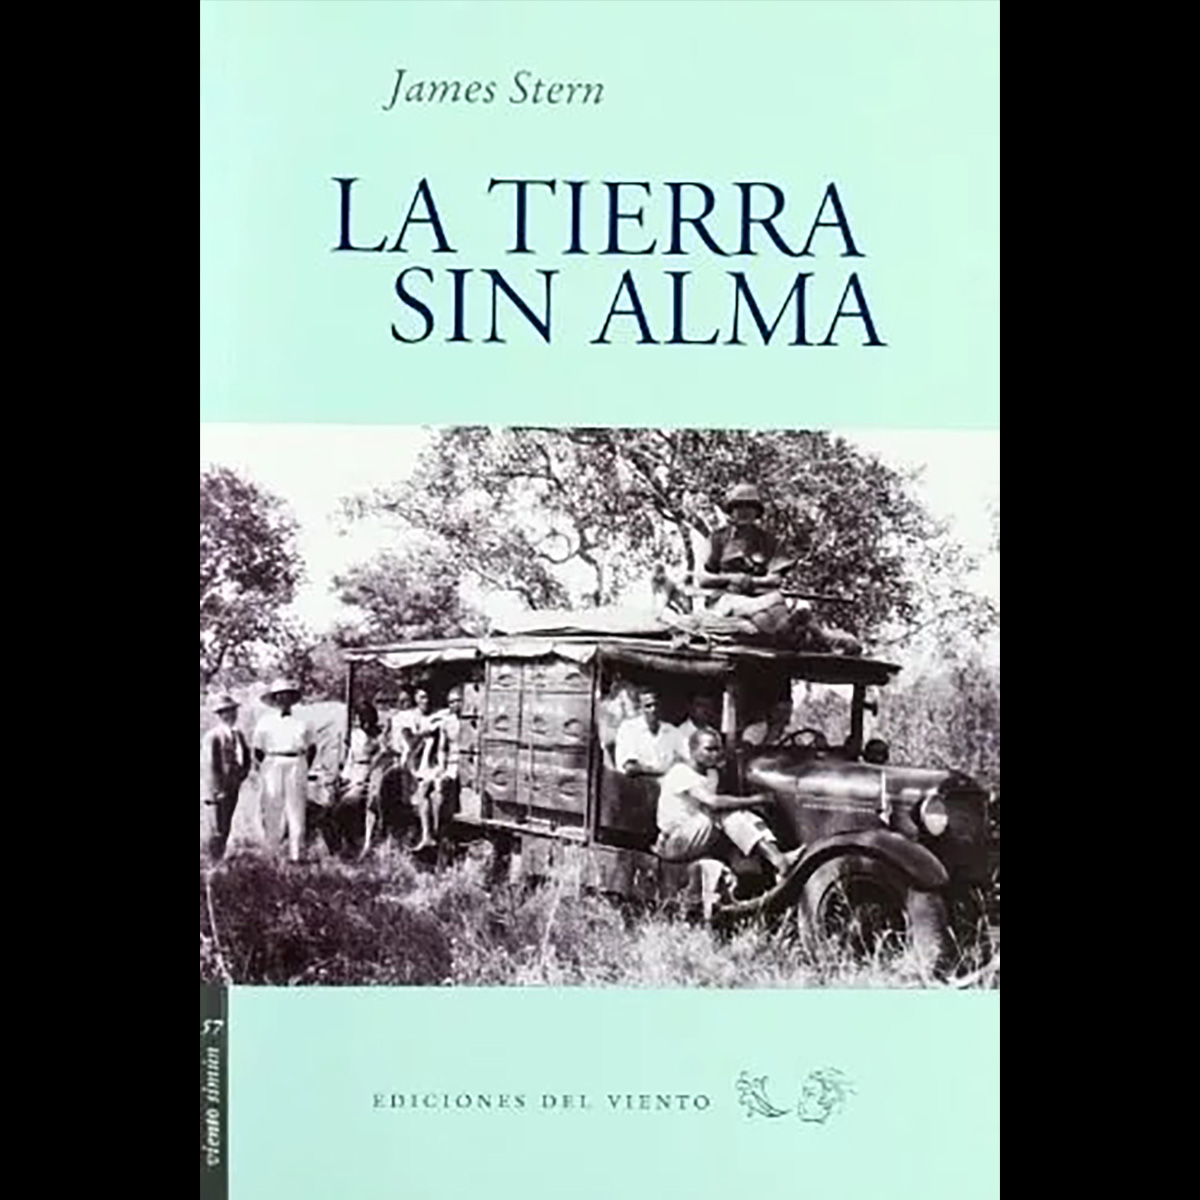 James Stern
LA TIERRA
SIN ALMA
57
viento simún
EDICIONES DEL VIENTO